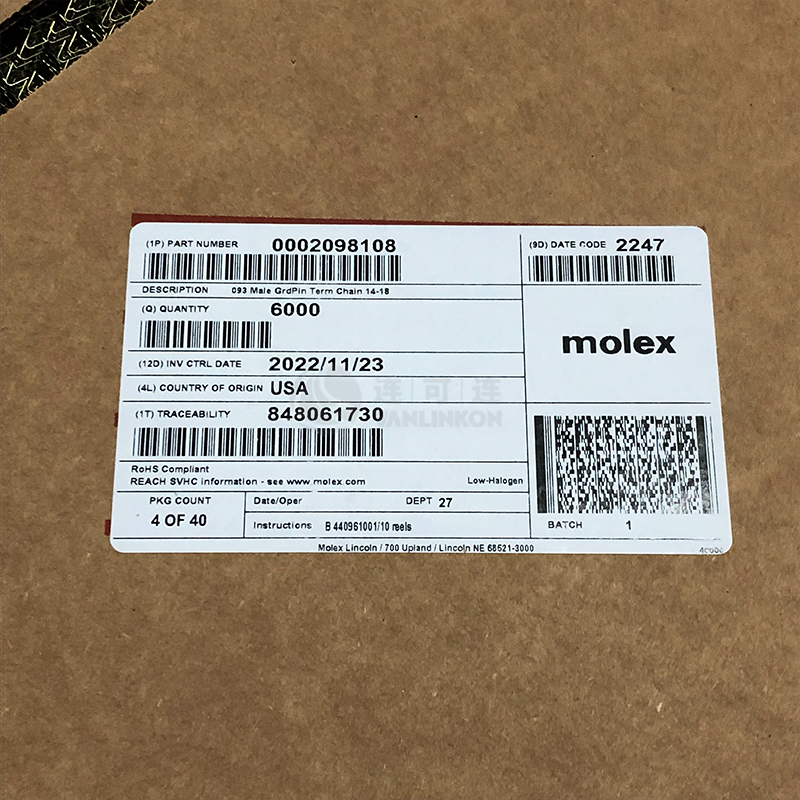 (1P) PART NUMBER 0002098108
(9D) DATE CODE 2247
DESCRIPTION 093 Male GrdPin Term Chain 14-18
(Q) QUANTITY 6000
molex
(12D) INV CTRL DATE 2022/11/23
(4L) COUNTRY OF ORIGIN USA
连|可|连
WANLINKON
(1T) TRACEABILITY 848061730
RoHS Compliant
REACH SVHC information - see www.molex.com
Low-Halogen
PKG COUNT
4 OF 40
Date/Oper DEPT 27
Instructions B 440961001/10 reels
BATCH 1
Molex Lincoln / 700 Upland / Lincoln NE 68521-3000